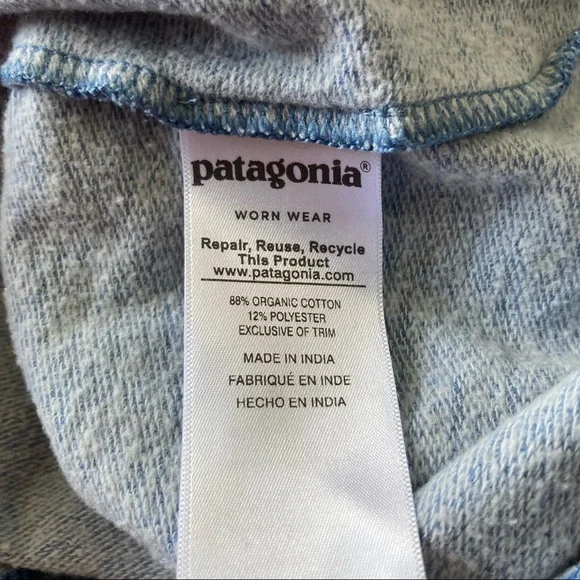 patagonia®
WORN WEAR
Repair, Reuse, Recycle
This Product
www.patagonia.com
88% ORGANIC COTTON
12% POLYESTER
EXCLUSIVE OF TRIM
MADE IN INDIA
FABRIQUÉ EN INDE
HECHO EN INDIA